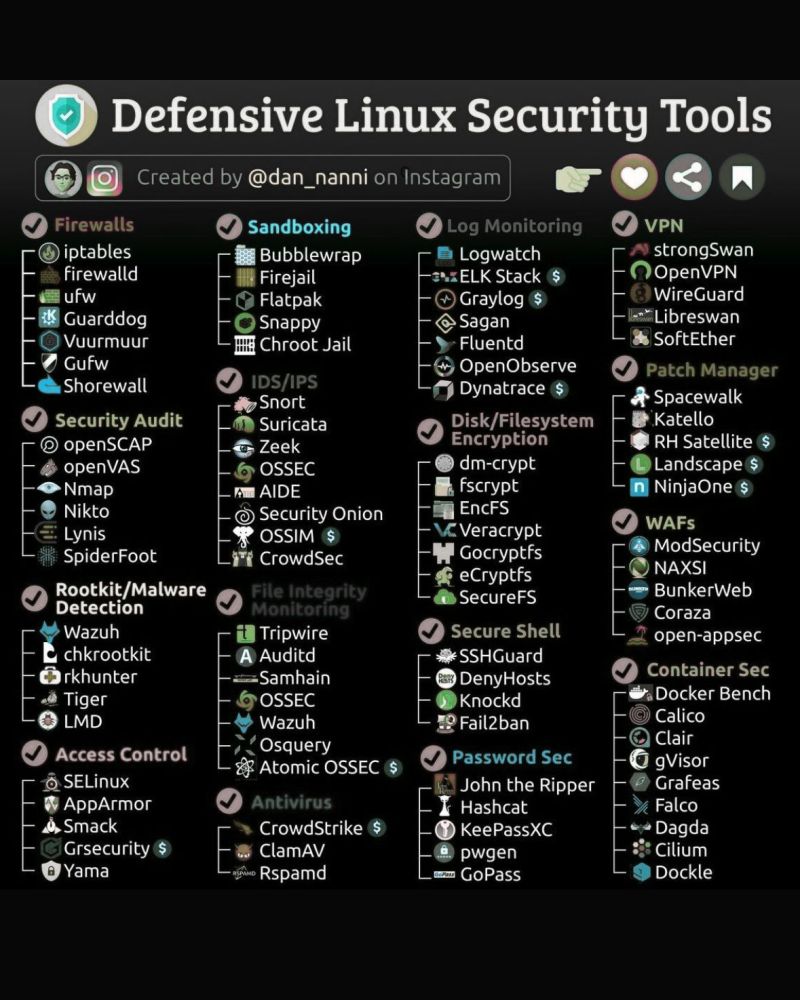 Defensive Linux Security Tools
Created by @dan_nanni on Instagram
Firewalls
iptables
firewalld
ufw
Guarddog
Vuurmuur
Gufw
Shorewall
Security Audit
openSCAP
openVAS
Nmap
Nikto
Lynis
SpiderFoot
Rootkit/Malware
Detection
Wazuh
chkrootkit
rkhunter
Tiger
LMD
Access Control
SELinux
AppArmor
Smack
Grsecurity $
Yama
Sandboxing
Bubblewrap
Firejail
Flatpak
Snappy
Chroot Jail
IDS/IPS
Snort
Suricata
Zeek
OSSEC
AIDE
Security Onion
OSSIM $
CrowdSec
File Integrity
Monitoring
Tripwire
A Auditd
Samhain
OSSEC
Wazuh
Osquery
Atomic OSSEC $
Antivirus
CrowdStrike $
ClamAV
RSPAMD Rspamd
Log Monitoring
Logwatch
ELK Stack $
Graylog $
Sagan
Fluentd
OpenObserve
Dynatrace $
Disk/Filesystem
Encryption
dm-crypt
fscrypt
EncFS
Veracrypt
Gocryptfs
eCryptfs
SecureFS
Secure Shell
SSHGuard
Deny Hosts DenyHosts
Knockd
Fail2ban
Password Sec
John the Ripper
Hashcat
KeePassXC
pwgen
GoPass GoPass
VPN
strongSwan
OpenVPN
WireGuard
Libreswan
SoftEther
Patch Manager
Spacewalk
Katello
RH Satellite $
L Landscape $
n NinjaOne $
WAFs
ModSecurity
NAXSI
BunkerWeb
Coraza
open-appsec
Container Sec
Docker Bench
Calico
Clair
gVisor
Grafeas
Falco
Dagda
Cilium
Dockle